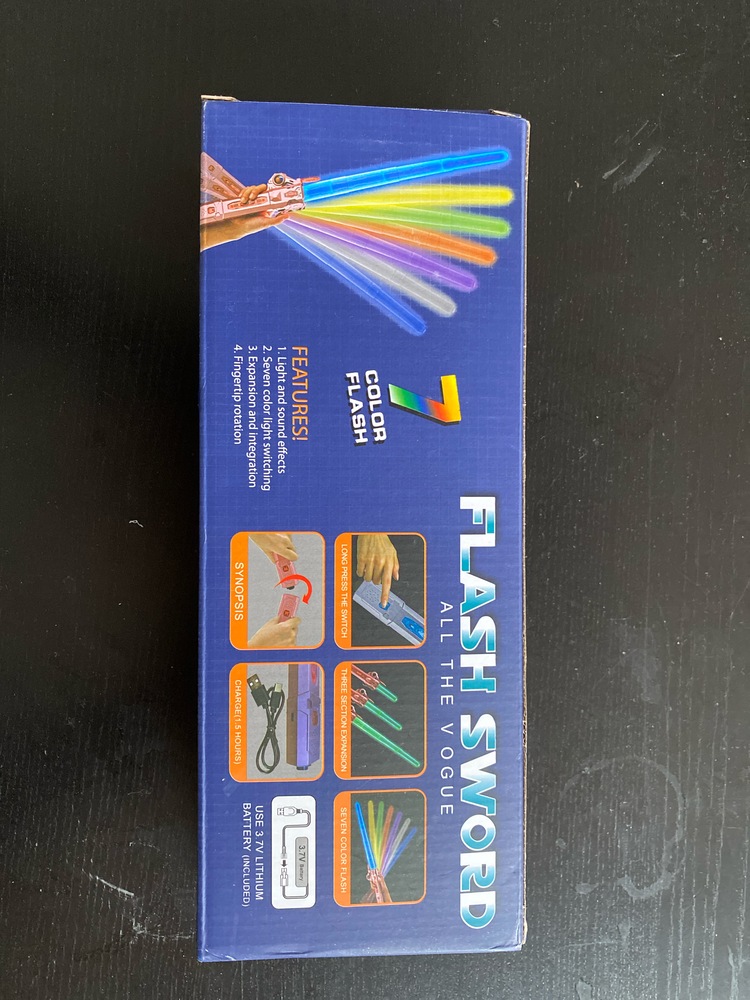 FLASH SWORD
ALL THE VOGUE
7
COLOR
FLASH
FEATURES!
1. Light and sound effects
2. Seven color light switching
3. Expansion and integration
4. Fingertip rotation
LONG PRESS THE SWITCH
THREE SECTION EXPANSION
SEVEN COLOR FLASH
SYNOPSIS
CHARGE(1.5 HOURS)
3.7V Battery
USE 3.7V LITHIUM
BATTERY (INCLUDED)